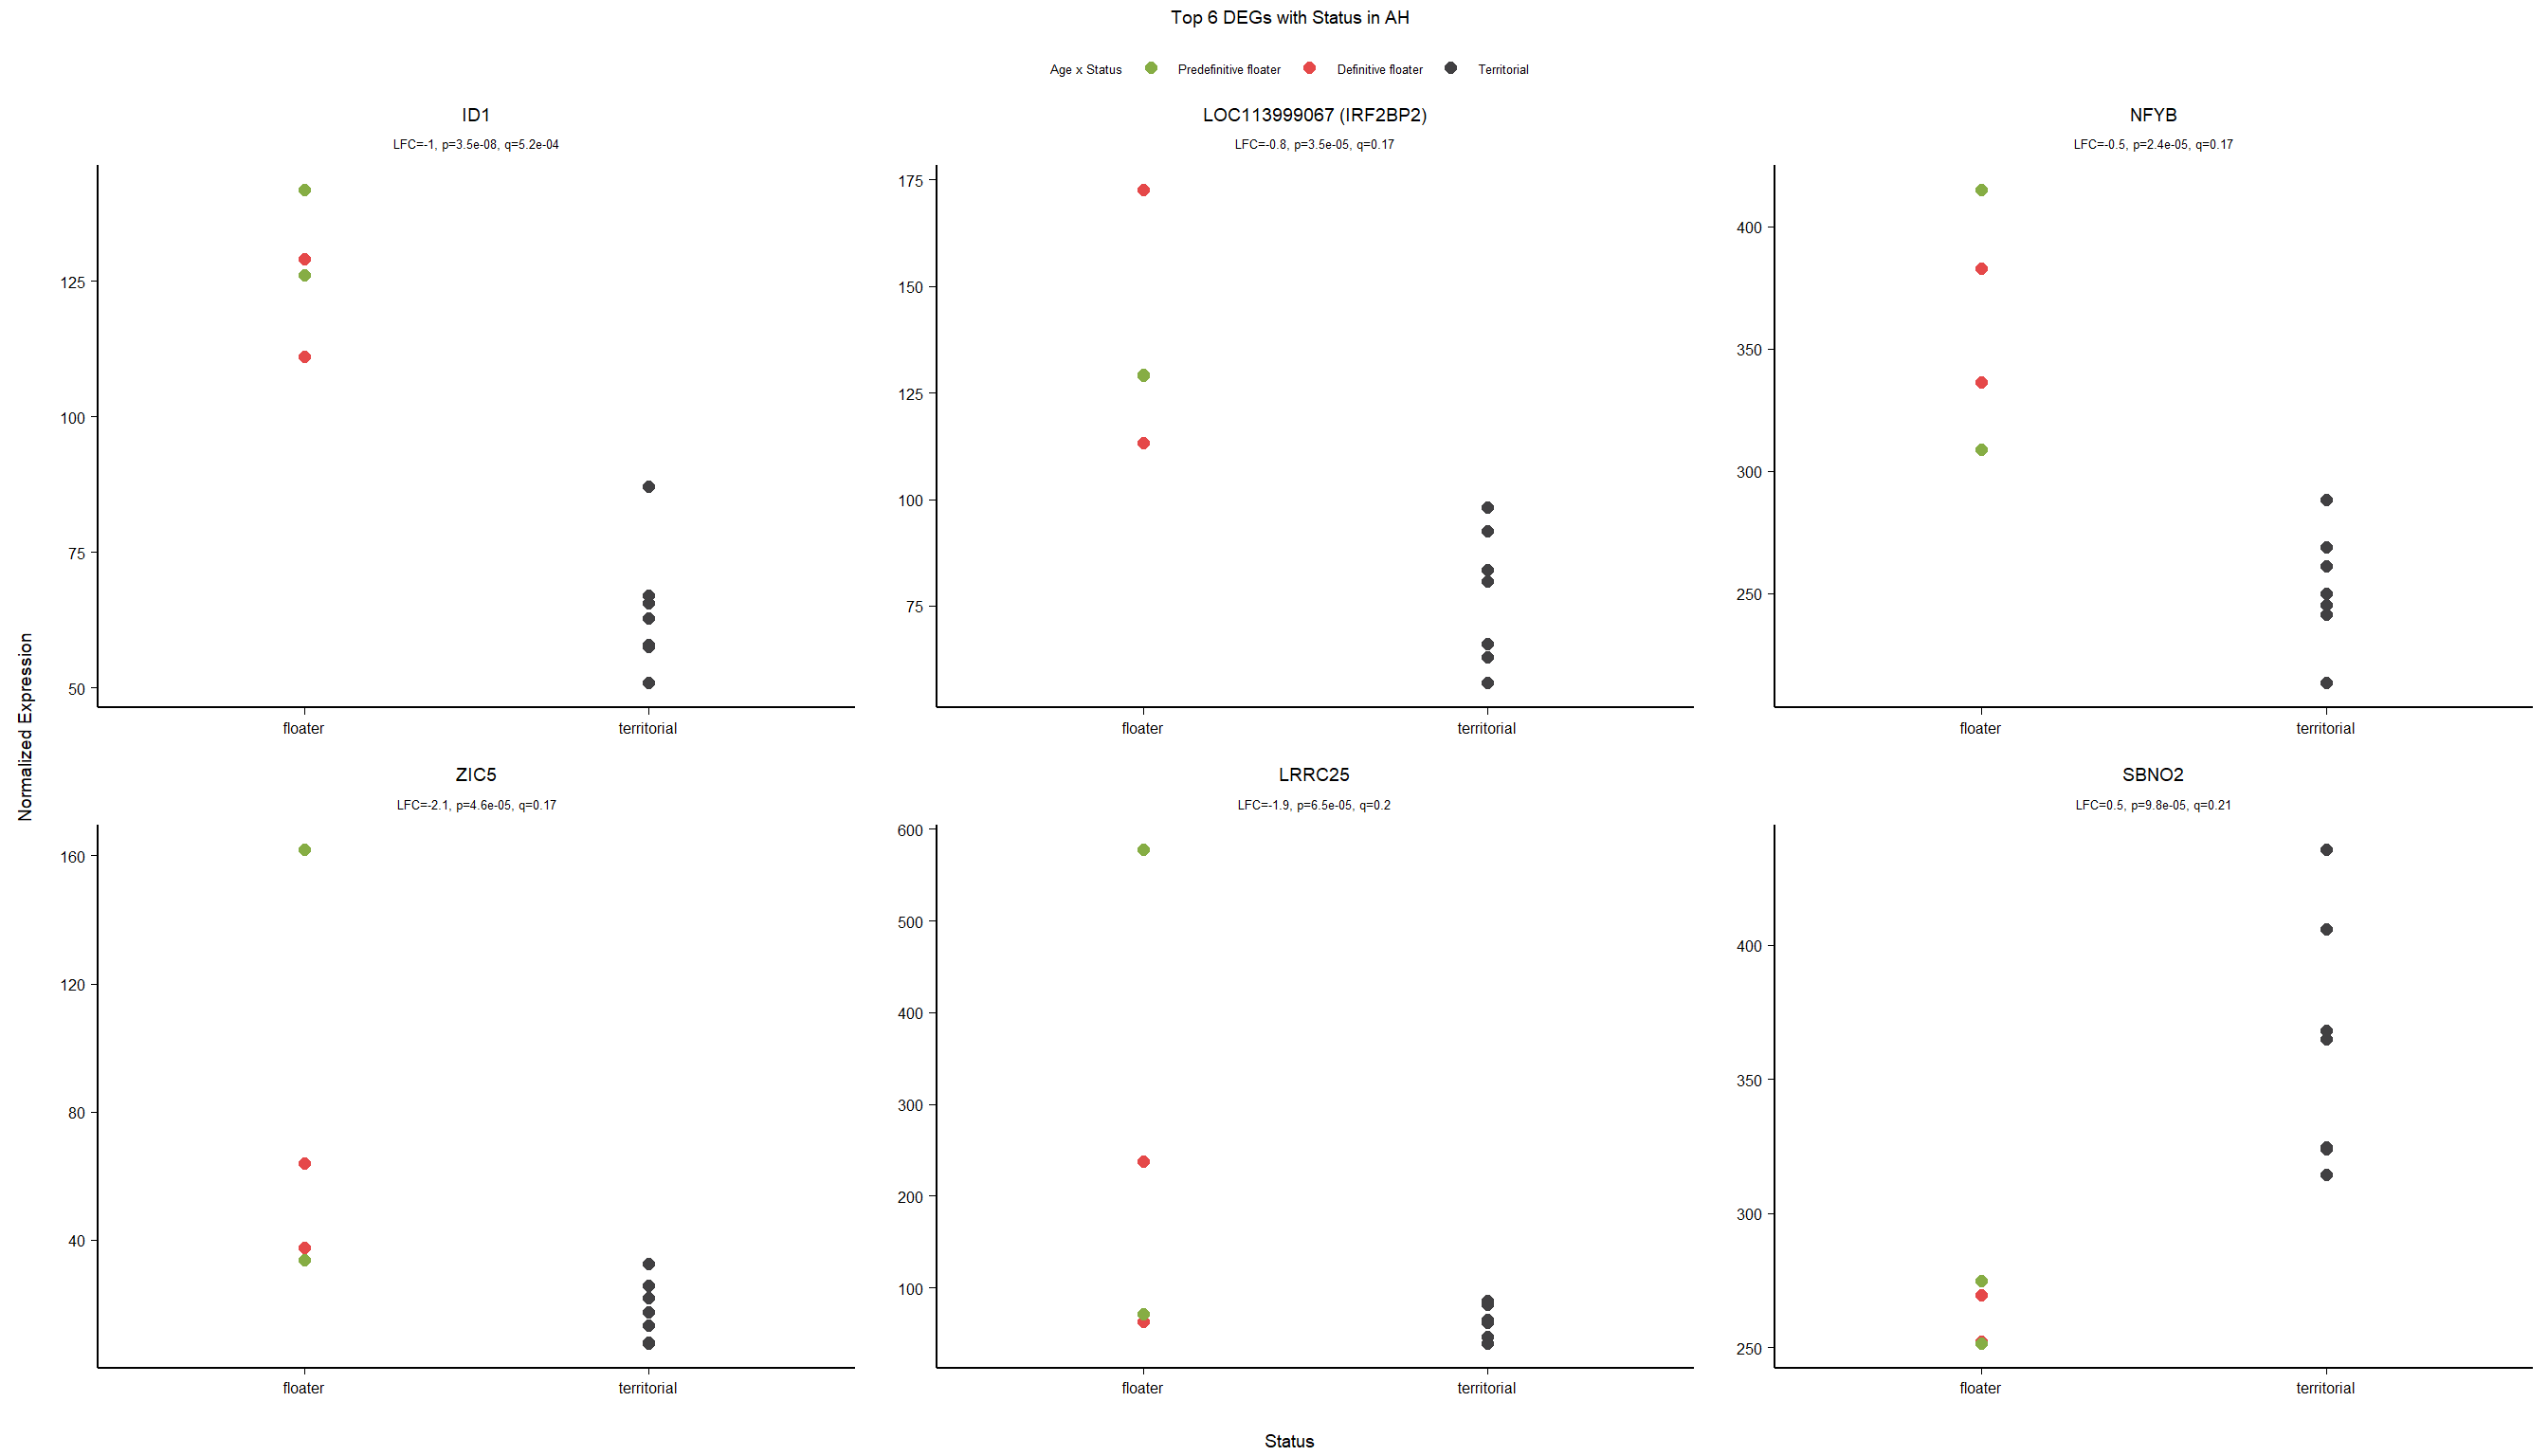 Top 6 DEGs with Status in AH
Age x Status Predefinitive floater Definitive floater Territorial
ID1
LFC=-1, p=3.5e-08, q=5.2e-04
125
100
75
50
floater territorial
LOC113999067 (IRF2BP2)
LFC=-0.8, p=3.5e-05, q=0.17
175
150
125
100
75
floater territorial
NFYB
LFC=-0.5, p=2.4e-05, q=0.17
400
350
300
250
floater territorial
Normalized Expression
ZIC5
LFC=-2.1, p=4.6e-05, q=0.17
160
120
80
40
floater territorial
LRRC25
LFC=-1.9, p=6.5e-05, q=0.2
600
500
400
300
200
100
floater territorial
SBNO2
LFC=0.5, p=9.8e-05, q=0.21
400
350
300
250
floater territorial
Status